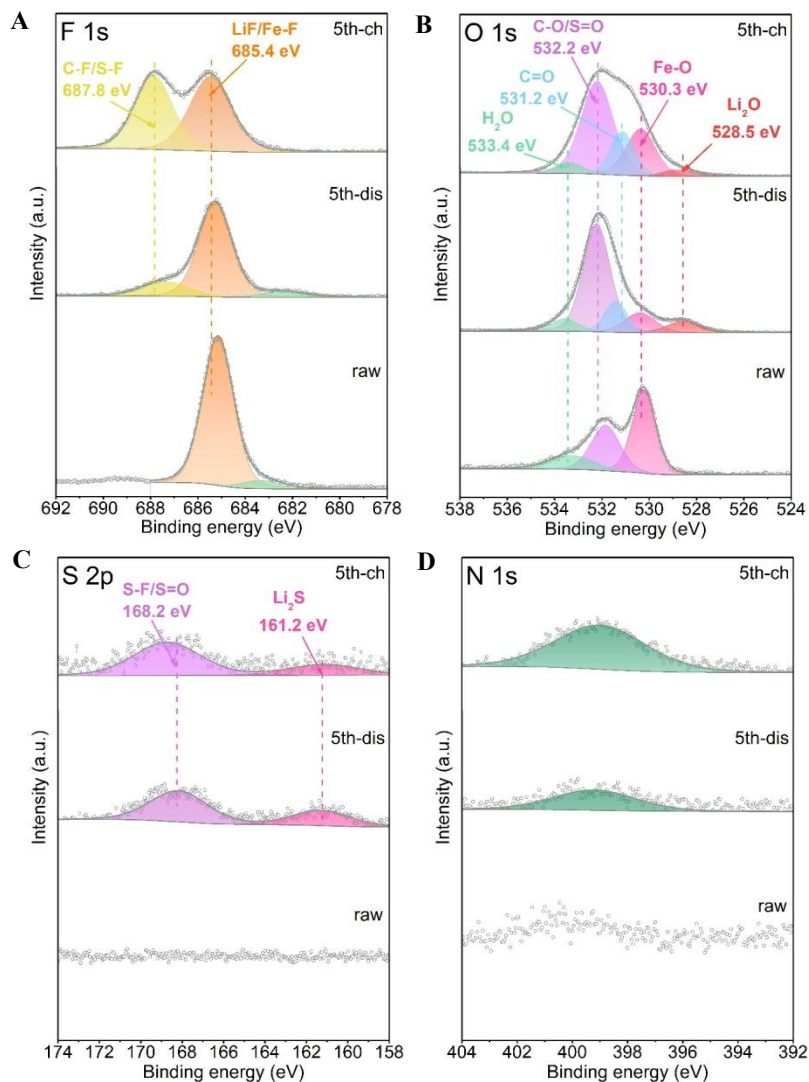 A
F 1s
5th-ch
C-F/S-F
687.8 eV
LiF/Fe-F
685.4 eV
5th-dis
raw
Intensity (a.u.)
692 690 688 686 684 682 680 678
Binding energy (eV)
B
O 1s
5th-ch
C-O/S=O
532.2 eV
C=O
531.2 eV
Fe-O
530.3 eV
H₂O
533.4 eV
Li₂O
528.5 eV
5th-dis
raw
Intensity (a.u.)
538 536 534 532 530 528 526 524
Binding energy (eV)
C
S 2p
5th-ch
S-F/S=O
168.2 eV
Li₂S
161.2 eV
5th-dis
raw
Intensity (a.u.)
174 172 170 168 166 164 162 160 158
Binding energy (eV)
D
N 1s
5th-ch
5th-dis
raw
Intensity (a.u.)
404 402 400 398 396 394 392
Binding energy (eV)